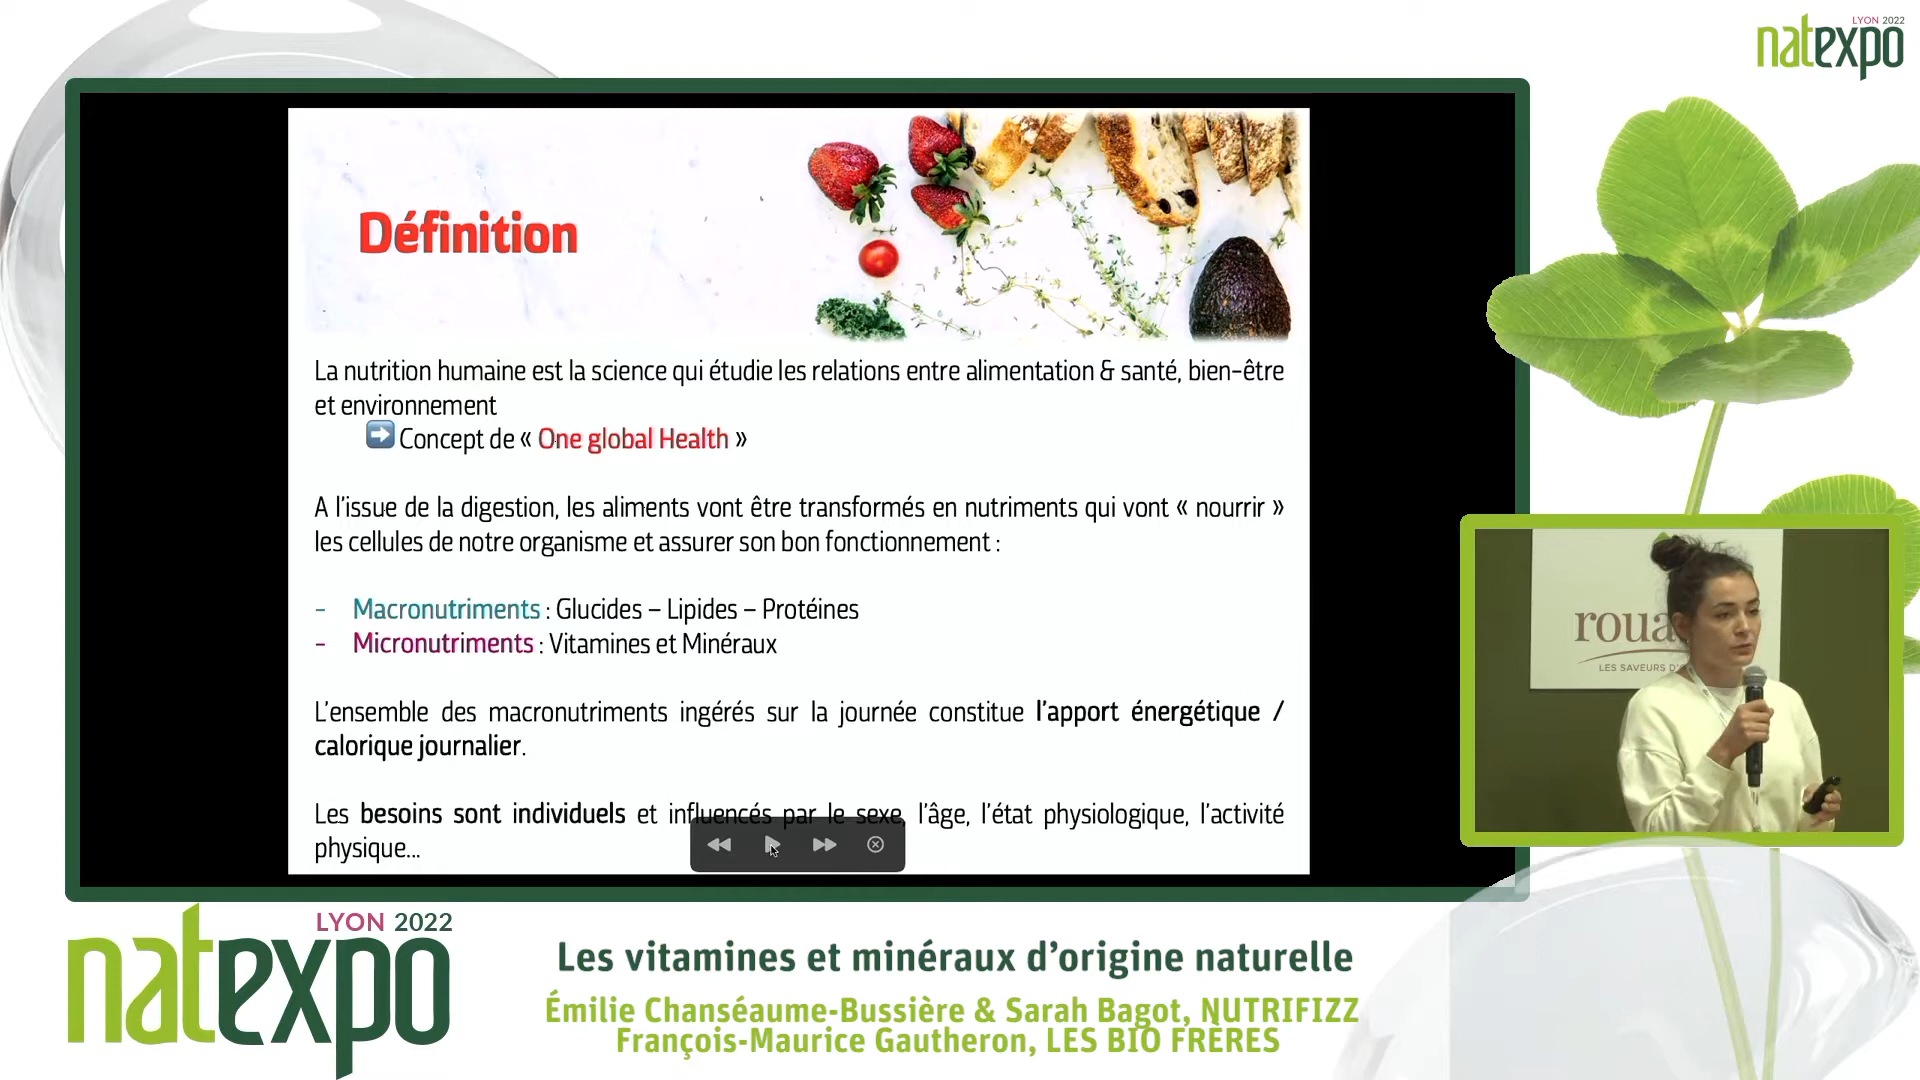 LYON 2022
natexpo
Définition
La nutrition humaine est la science qui étudie les relations entre alimentation & santé, bien-être
et environnement
Concept de « One global Health »
A l'issue de la digestion, les aliments vont être transformés en nutriments qui vont « nourrir »
les cellules de notre organisme et assurer son bon fonctionnement :
- Macronutriments : Glucides – Lipides – Protéines
- Micronutriments : Vitamines et Minéraux
L'ensemble des macronutriments ingérés sur la journée constitue l'apport énergétique /
calorique journalier.
Les besoins sont individuels et influencés par le sexe, l'âge, l'état physiologique, l'activité
physique...
LES SAVEURS
LYON 2022
natexpo
Les vitamines et minéraux d'origine naturelle
Émilie Chanséaume-Bussière & Sarah Bagot, NUTRIFIZZ
François-Maurice Gautheron, LES BIO FRÈRES